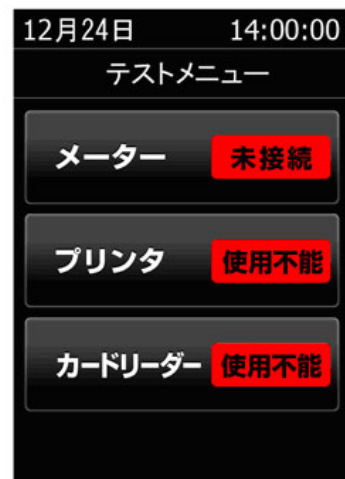 12月24日 14:00:00
テストメニュー
メーター 未接続
プリンタ 使用不能
カードリーダー 使用不能